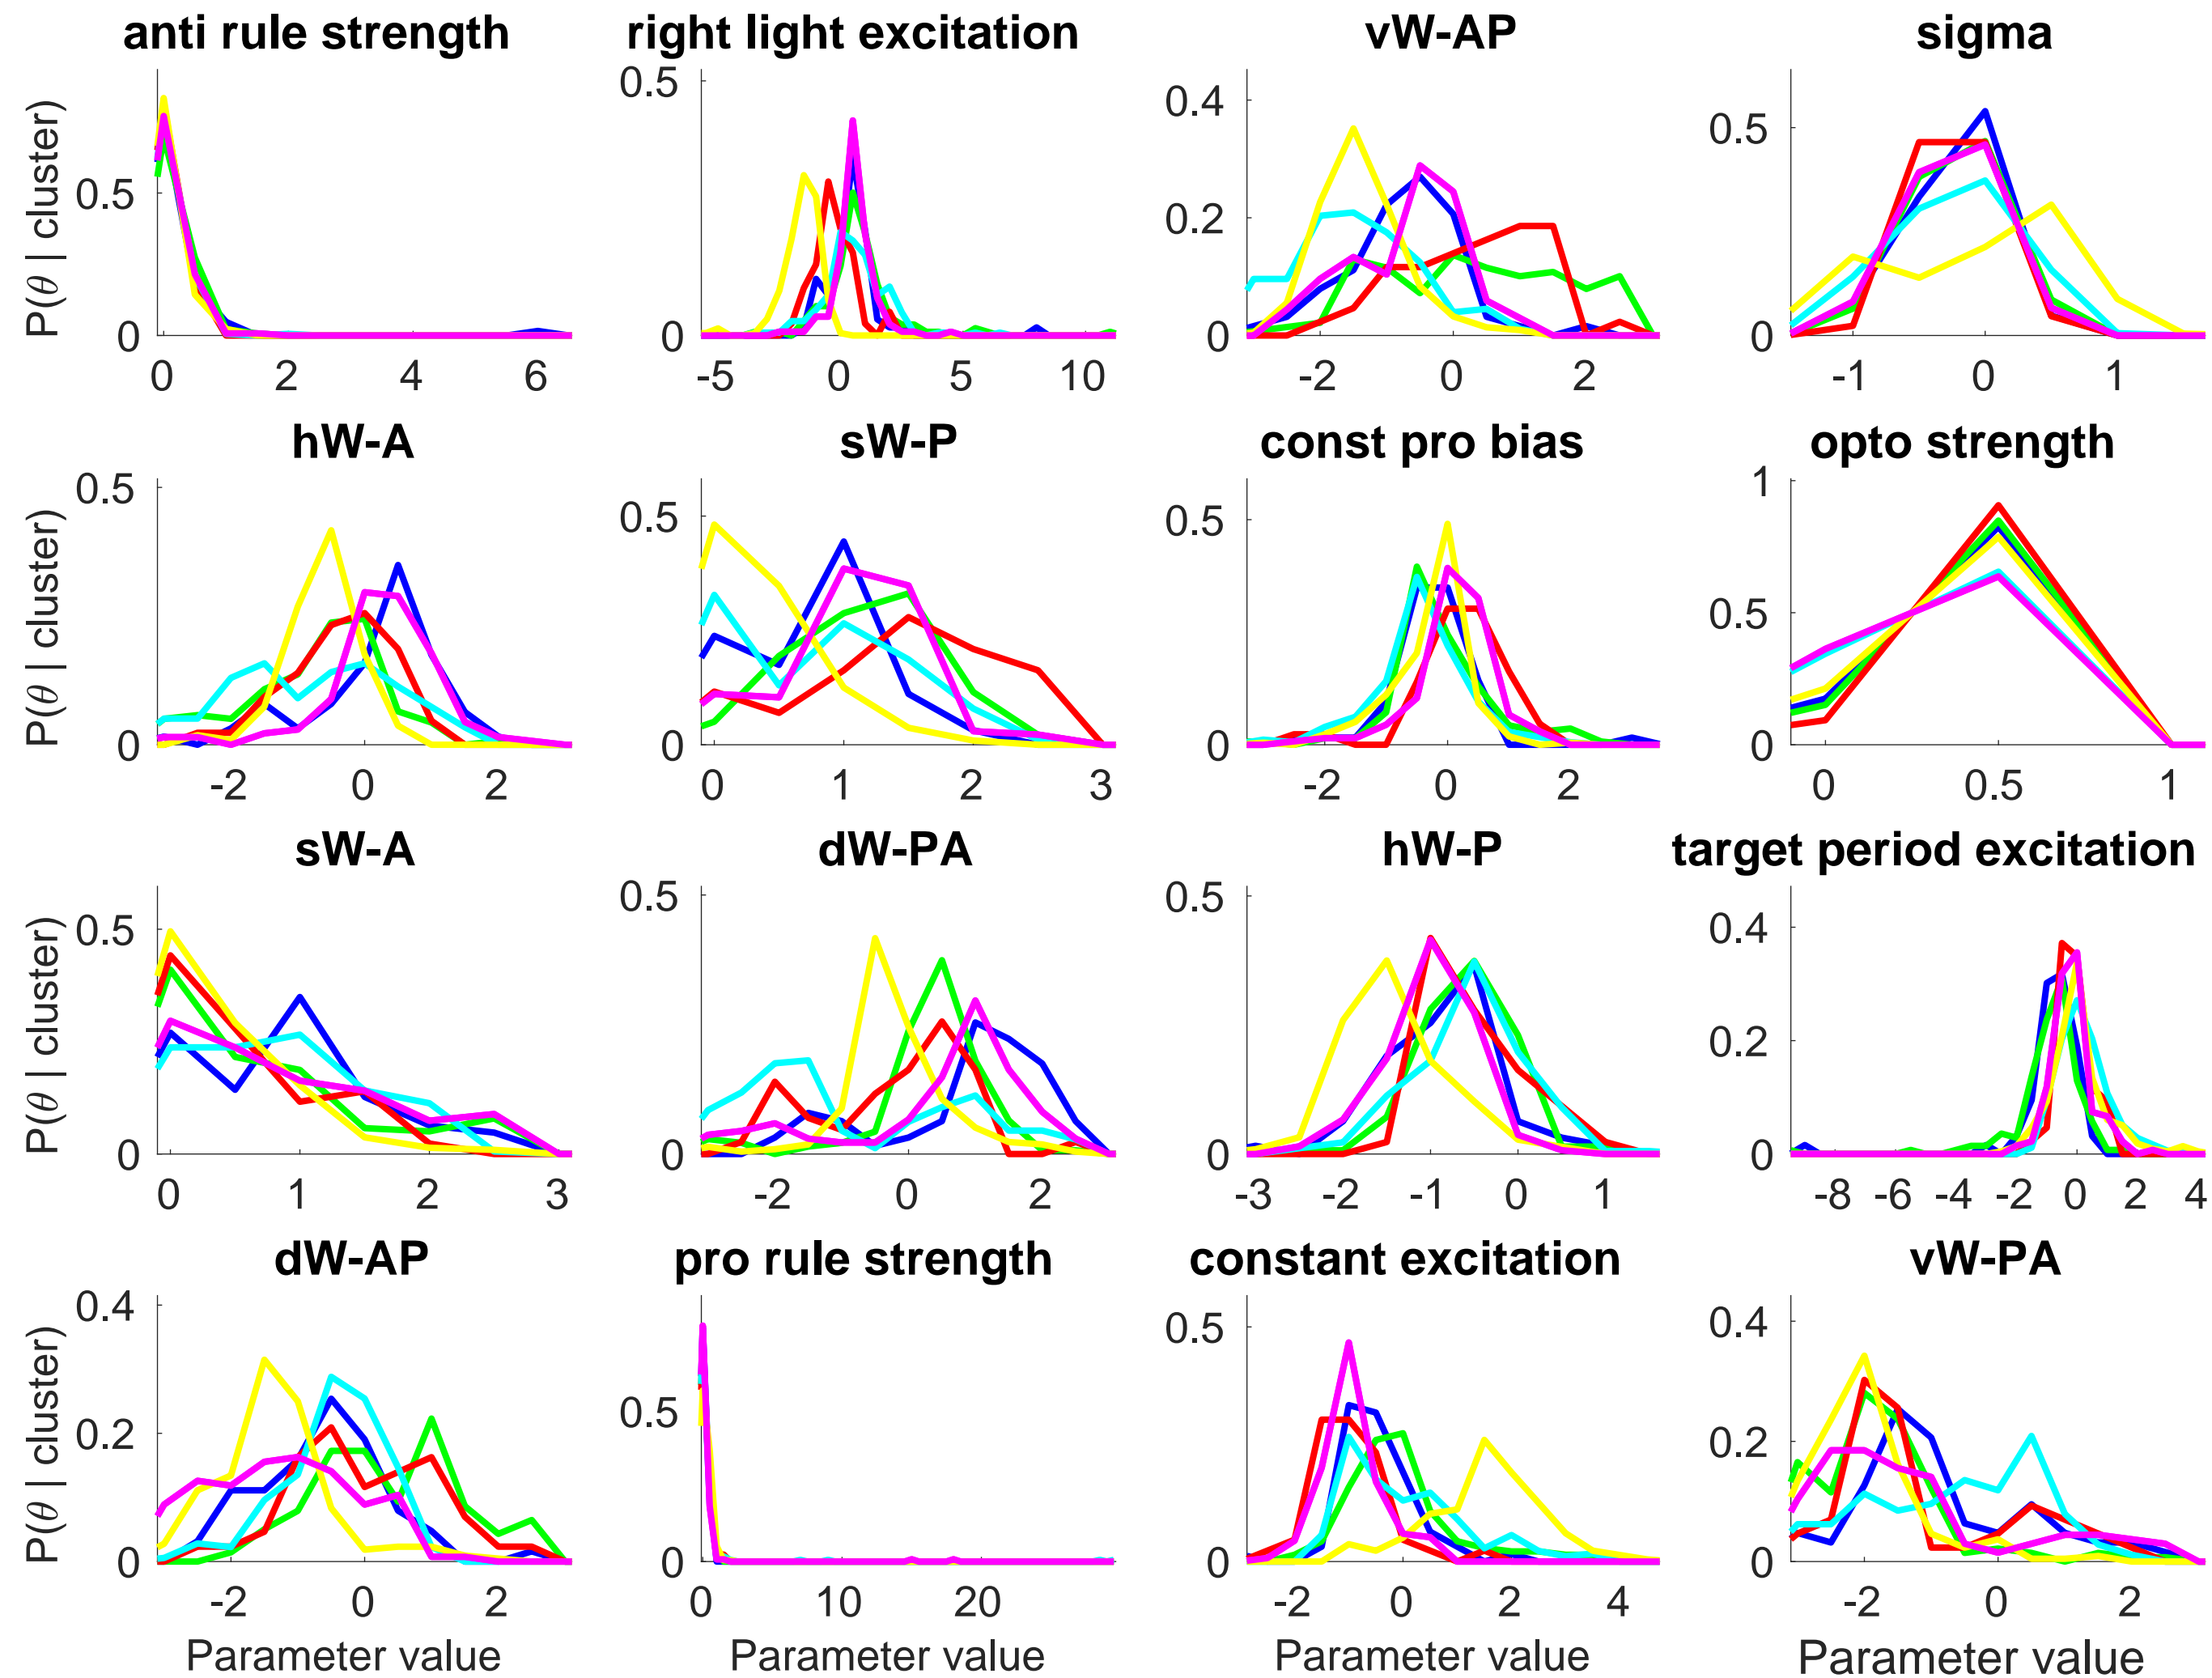 anti rule strength right light excitation vW-AP sigma
P(θ | cluster)
0.5
0
0 2 4 6
0.5
0
-5 0 5 10
0.4
0.2
0
-2 0 2
0.5
0
-1 0 1
hW-A sW-P const pro bias opto strength
P(θ | cluster)
0.5
0
-2 0 2
0.5
0
0 1 2 3
0.5
0
-2 0 2
1
0.5
0
0 0.5 1
sW-A dW-PA hW-P target period excitation
P(θ | cluster)
0.5
0
0 1 2 3
0.5
0
-2 0 2
0.5
0
-3 -2 -1 0 1
0.4
0.2
0
-8 -6 -4 -2 0 2 4
dW-AP pro rule strength constant excitation vW-PA
P(θ | cluster)
0.4
0.2
0
-2 0 2
0.5
0
0 10 20
0.5
0
-2 0 2 4
0.4
0.2
0
-2 0 2
Parameter value Parameter value Parameter value Parameter value